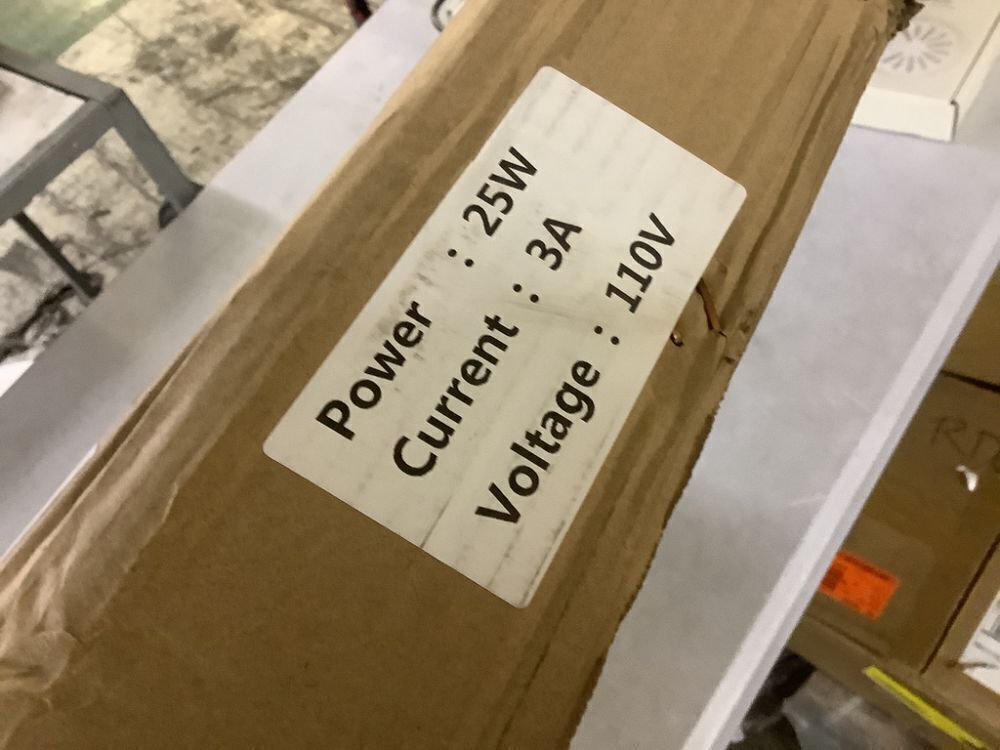 Power : 25W
Current : 3A
Voltage : 110V